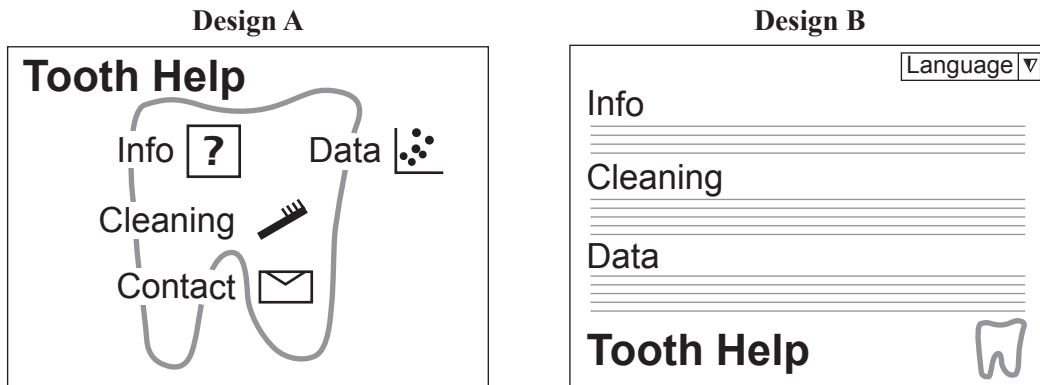 Design A
Tooth Help
Info ?
Data
Cleaning
Contact
Design B
Language
Info
Cleaning
Data
Tooth Help